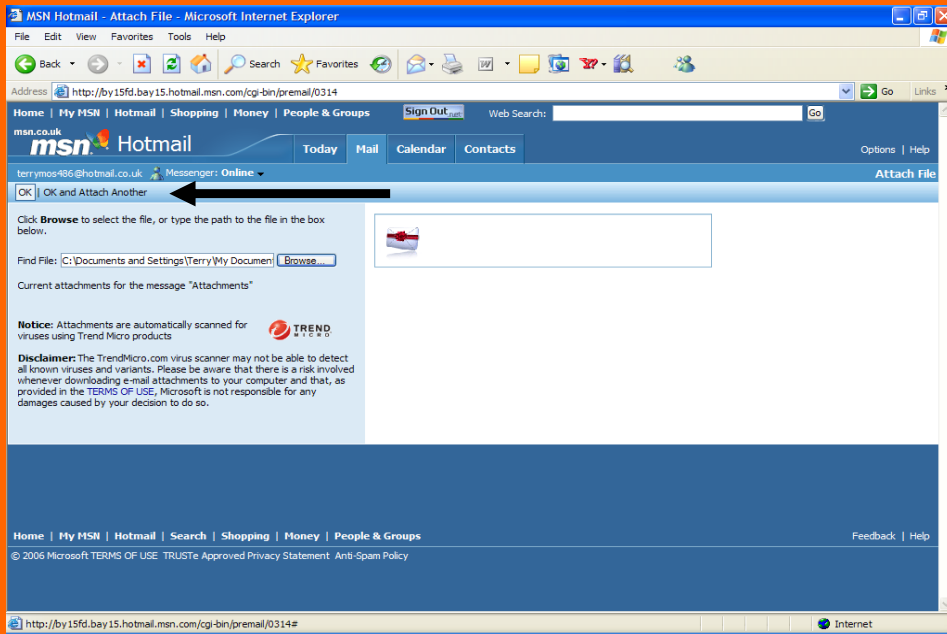 MSN Hotmail - Attach File - Microsoft Internet Explorer
File Edit View Favorites Tools Help
Back Search Favorites
Address http://by15fd.bay15.hotmail.msn.com/cgi-bin/premail/0314 Go Links
Home | My MSN | Hotmail | Shopping | Money | People & Groups Sign Out .net Web Search: Go
msn.co.uk
msn Hotmail Today Mail Calendar Contacts Options | Help
terrymos486@hotmail.co.uk Messenger: Online Attach File
OK | OK and Attach Another
Click Browse to select the file, or type the path to the file in the box
below.
Find File: C:\Documents and Settings\Terry\My Document Browse...
Current attachments for the message "Attachments"
Notice: Attachments are automatically scanned for
viruses using Trend Micro products
TREND
MICRO
Disclaimer: The TrendMicro.com virus scanner may not be able to detect
all known viruses and variants. Please be aware that there is a risk involved
whenever downloading e-mail attachments to your computer and that, as
provided in the TERMS OF USE, Microsoft is not responsible for any
damages caused by your decision to do so.
Home | My MSN | Hotmail | Search | Shopping | Money | People & Groups Feedback | Help
© 2006 Microsoft TERMS OF USE TRUSTe Approved Privacy Statement Anti-Spam Policy
http://by15fd.bay15.hotmail.msn.com/cgi-bin/premail/0314# Internet